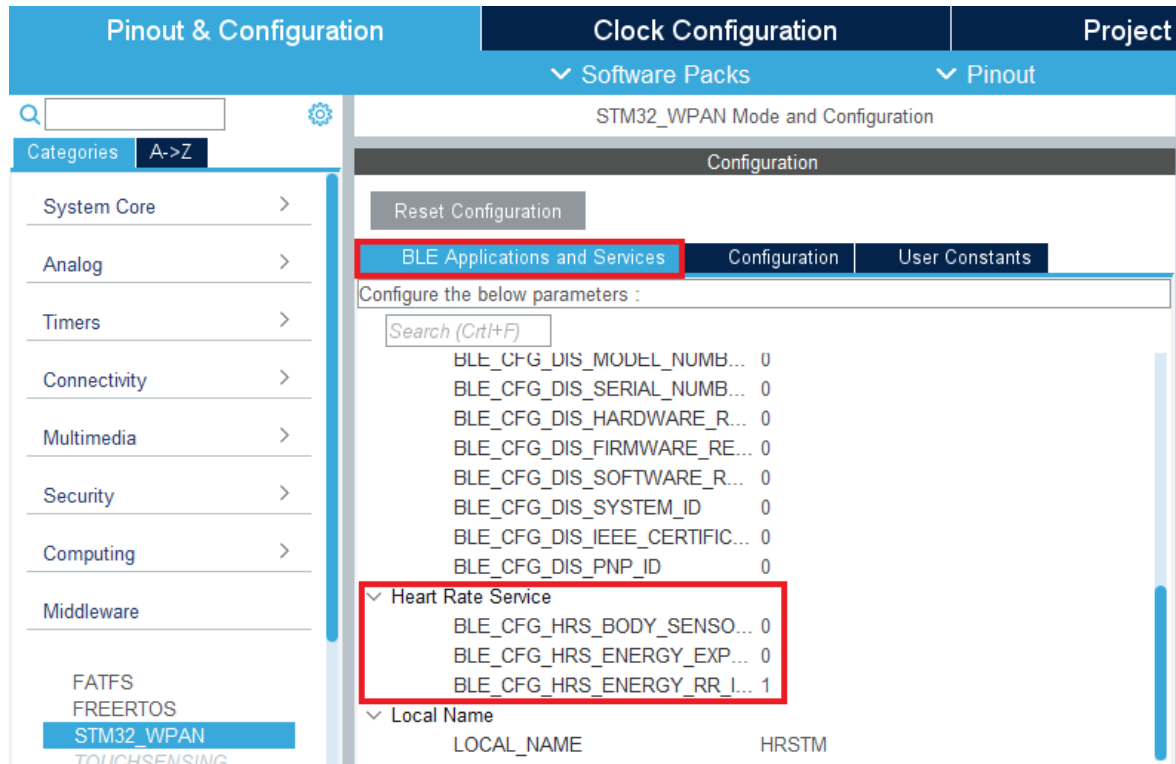 Pinout & Configuration
Clock Configuration
Project
Software Packs
Pinout
STM32_WPAN Mode and Configuration
Categories
A->Z
Configuration
System Core
Analog
Timers
Connectivity
Multimedia
Security
Computing
Middleware
FATFS
FREERTOS
STM32_WPAN
TOUCHSENSING
Reset Configuration
BLE Applications and Services
Configuration
User Constants
Configure the below parameters :
Search (Crtl+F)
BLE_CFG_DIS_MODEL_NUMB... 0
BLE_CFG_DIS_SERIAL_NUMB... 0
BLE_CFG_DIS_HARDWARE_R... 0
BLE_CFG_DIS_FIRMWARE_RE... 0
BLE_CFG_DIS_SOFTWARE_R... 0
BLE_CFG_DIS_SYSTEM_ID 0
BLE_CFG_DIS_IEEE_CERTIFIC... 0
BLE_CFG_DIS_PNP_ID 0
Heart Rate Service
BLE_CFG_HRS_BODY_SENSO... 0
BLE_CFG_HRS_ENERGY_EXP... 0
BLE_CFG_HRS_ENERGY_RR_I... 1
Local Name
LOCAL_NAME HRSTM